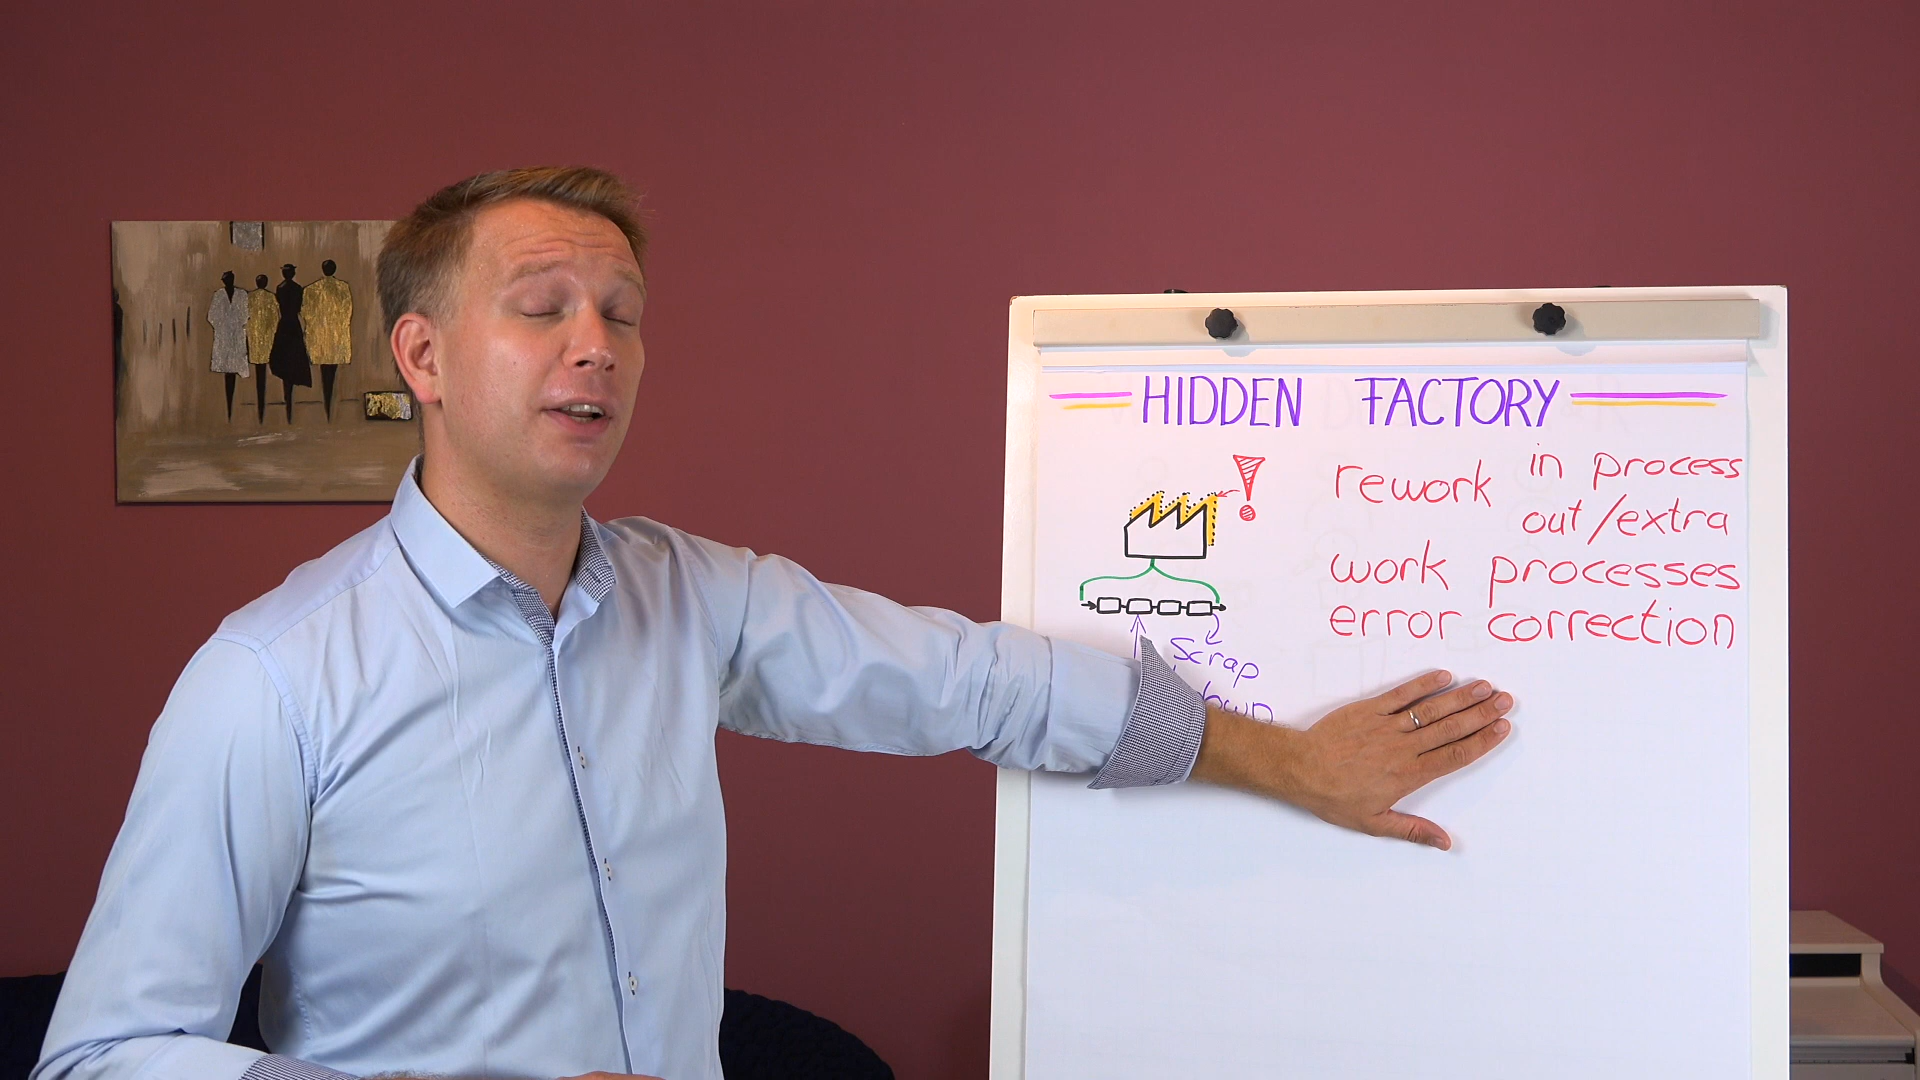 HIDDEN FACTORY
rework in process
out/extra
work processes
error correction
scrap